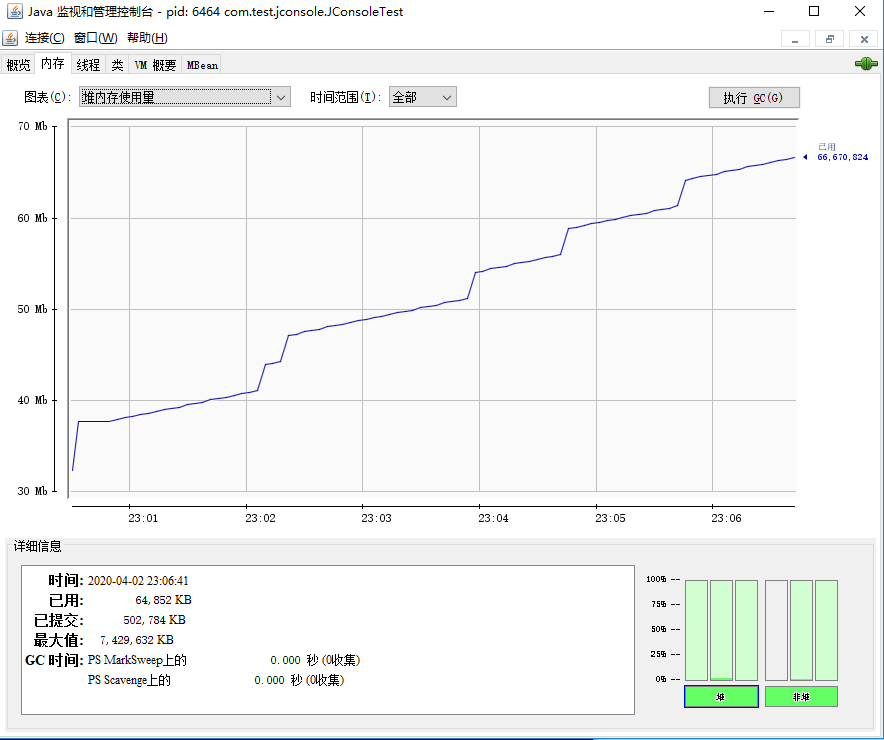 Java 监视和管理控制台 - pid: 6464 com.test.jconsole.JConsoleTest
连接(C) 窗口(W) 帮助(H)
概览 内存 线程 类 VM 概要 MBean
图表(C): 堆内存使用量 时间范围(T): 全部 执行 GC(G)
70 Mb
60 Mb
50 Mb
40 Mb
30 Mb
已用
66,670,824
23:01 23:02 23:03 23:04 23:05 23:06
详细信息
时间: 2020-04-02 23:06:41
已用: 64,852 KB
已提交: 502,784 KB
最大值: 7,429,632 KB
GC 时间: PS MarkSweep上的 0.000 秒 (0收集)
PS Scavenge上的 0.000 秒 (0收集)
100% --
75% --
50% --
25% --
0% --
堆 非堆